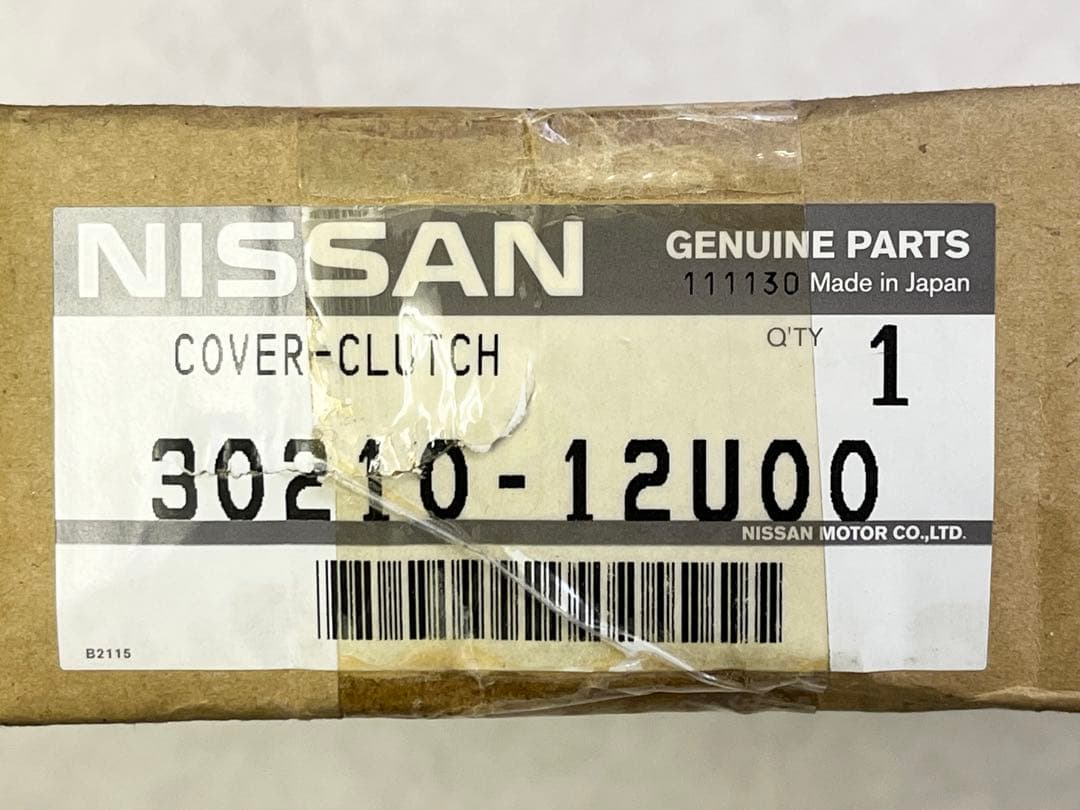 NISSAN
GENUINE PARTS
111130 Made in Japan
COVER-CLUTCH
Q'TY 1
30210-12U00
NISSAN MOTOR CO.,LTD.
B2115